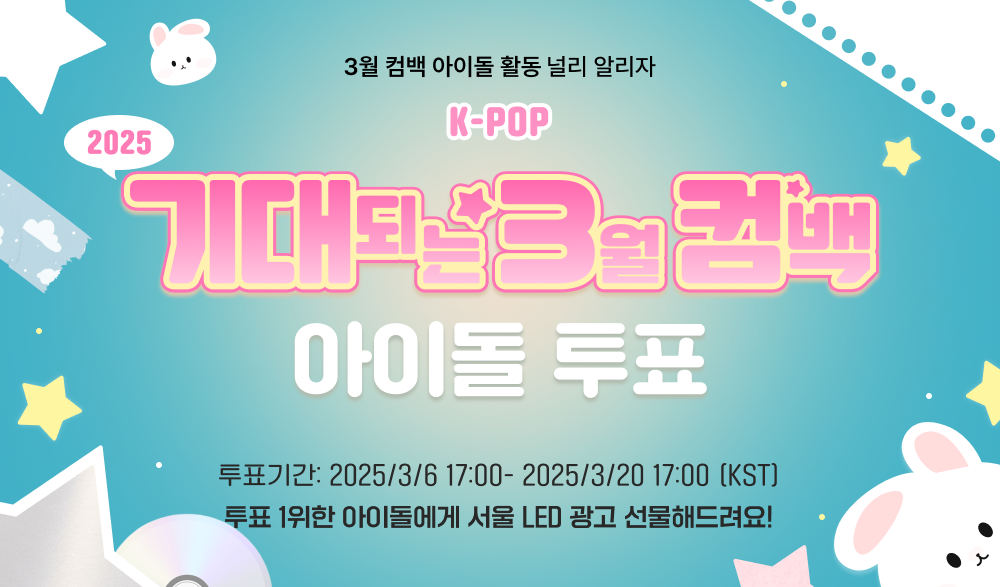 3월 컴백 아이돌 활동 널리 알리자
K-POP
2025
기대되는 3월 컴백
아이돌 투표
투표기간: 2025/3/6 17:00- 2025/3/20 17:00 (KST)
투표 1위한 아이돌에게 서울 LED 광고 선물해드려요!